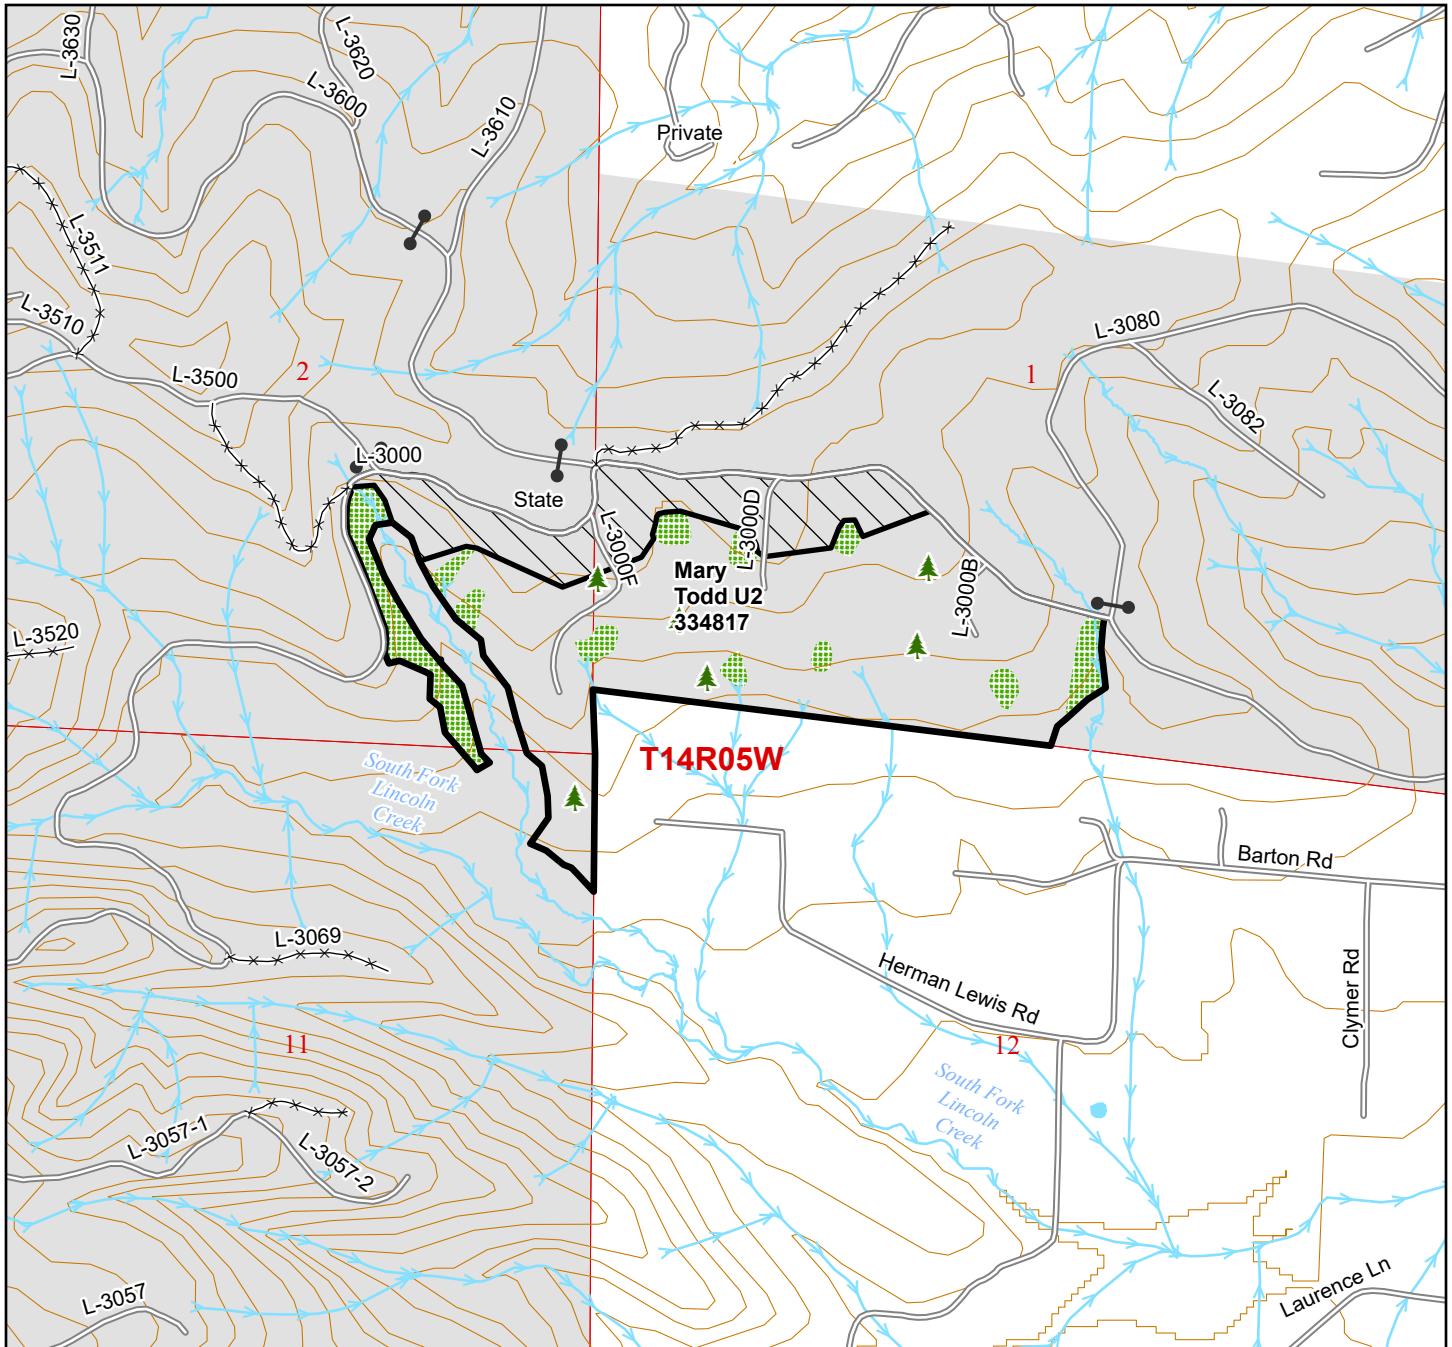 L-3630
L-3620
L-3600
L-3610
Private
L-3511
L-3510
L-3500
2
1
L-3080
L-3082
L-3000
State
L-3000D
L-3000F
L-3000B
Mary
Todd U2
334817
L-3520
T14R05W
South Fork
Lincoln
Creek
Barton Rd
L-3069
Herman Lewis Rd
Clymer Rd
11
12
South Fork
Lincoln
Creek
L-3057-1
L-3057-2
L-3057
Laurence Ln